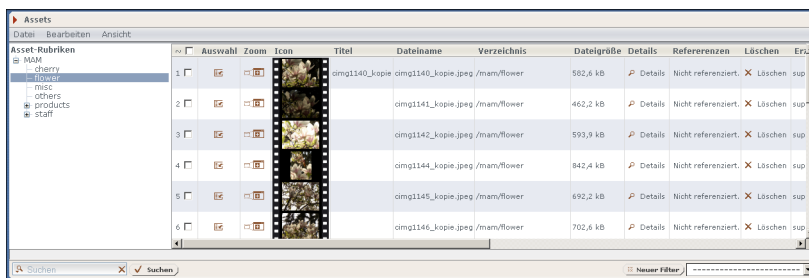 Assets
Datei Bearbeiten Ansicht
Asset-Rubriken
MAM
cherry
flower
misc
others
products
staff
Auswahl Zoom Icon Titel Dateiname Verzeichnis Dateigröße Details Refererenzen Löschen
1 cimg1140_kopie cimg1140_kopie.jpeg /mam/flower 582,6 kB Details Nicht referenziert. Löschen sup
2 cimg1141_kopie.jpeg /mam/flower 462,2 kB Details Nicht referenziert. Löschen sup
3 cimg1142_kopie.jpeg /mam/flower 593,9 kB Details Nicht referenziert. Löschen sup
4 cimg1144_kopie.jpeg /mam/flower 842,4 kB Details Nicht referenziert. Löschen sup
5 cimg1145_kopie.jpeg /mam/flower 692,2 kB Details Nicht referenziert. Löschen sup
6 cimg1146_kopie.jpeg /mam/flower 702,6 kB Details Nicht referenziert. Löschen sup
Suchen Suchen Neuer Filter